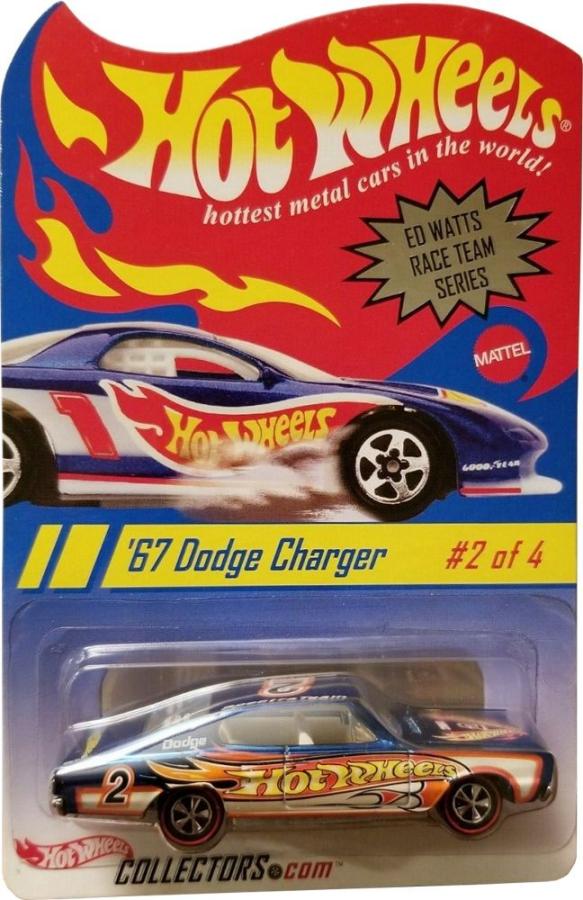 HOT WHEELS®
hottest metal cars in the world!
ED WATTS
RACE TEAM
SERIES
MATTEL
1
HOT WHEELS
GOOD YEAR
'67 Dodge Charger
#2 of 4
Dodge
2
HOT WHEELS
HOT WHEELS
COLLECTORS.com™